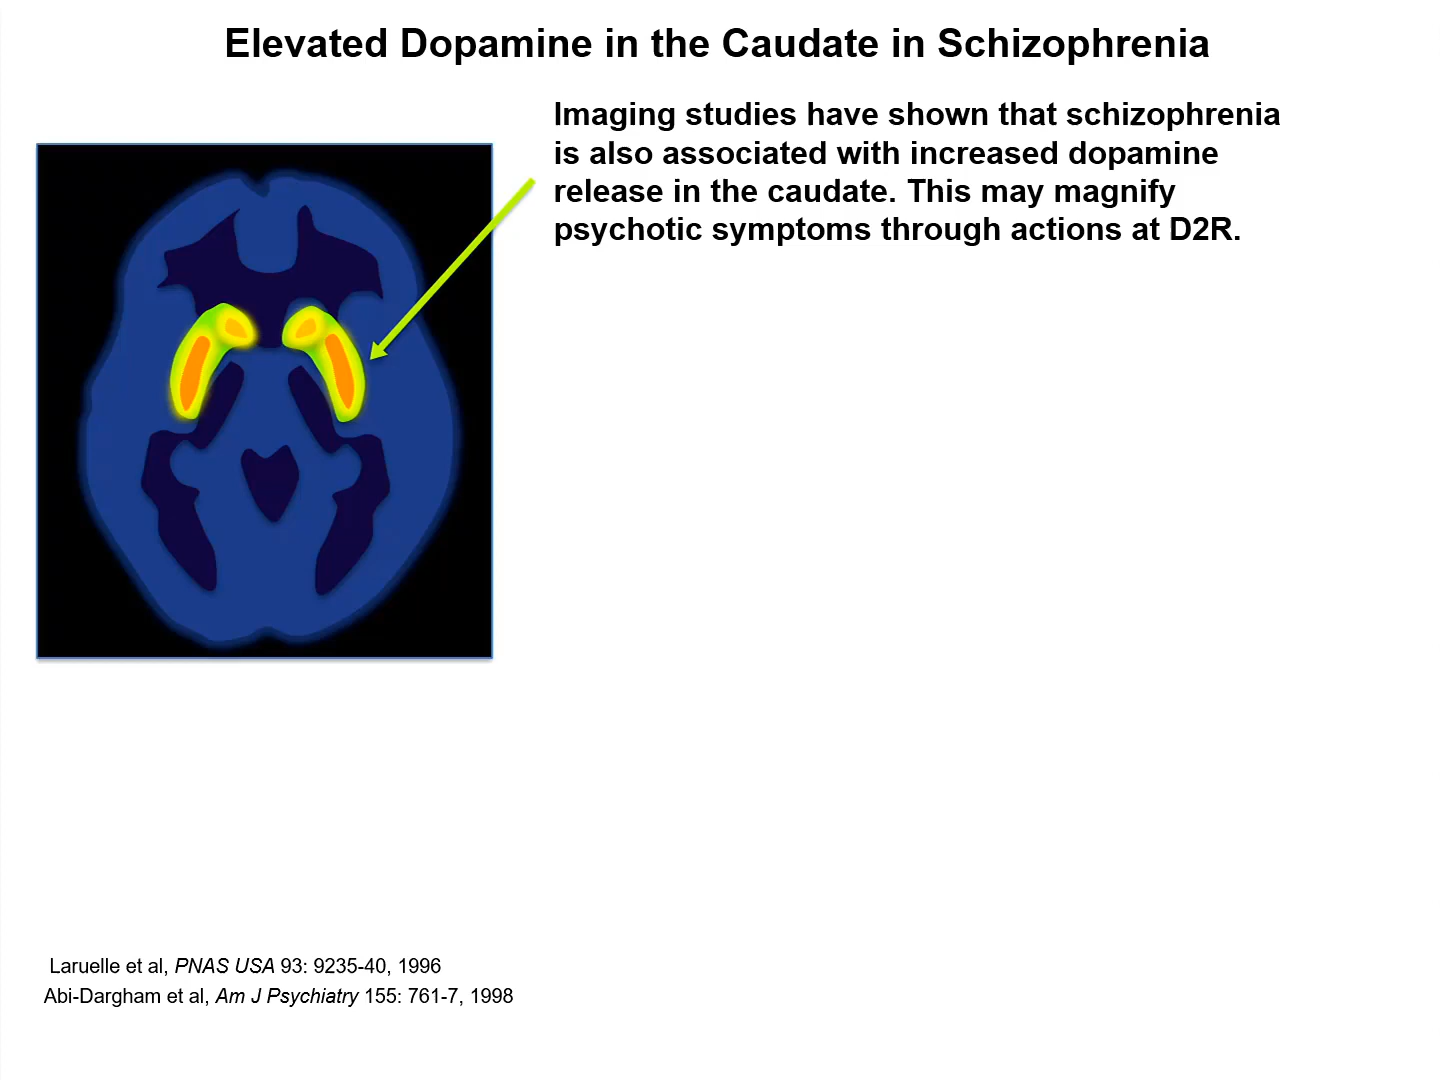 Elevated Dopamine in the Caudate in Schizophrenia
Imaging studies have shown that schizophrenia
is also associated with increased dopamine
release in the caudate. This may magnify
psychotic symptoms through actions at D2R.
Laruelle et al, PNAS USA 93: 9235-40, 1996
Abi-Dargham et al, Am J Psychiatry 155: 761-7, 1998